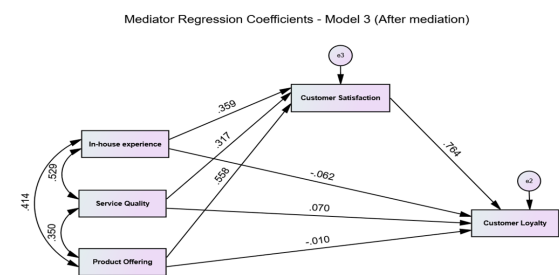 Mediator Regression Coefficients - Model 3 (After mediation)
e3
Customer Satisfaction
.359
.317
.558
.764
In-house experience
-.062
e2
.529
.414
Service Quality
.070
Customer Loyalty
.350
-.010
Product Offering